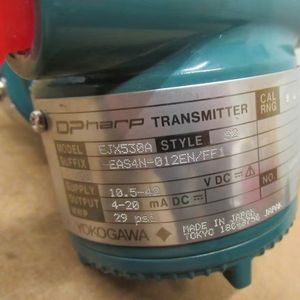 DPharp TRANSMITTER CAL RNG
MODEL EJX530A STYLE S2
SUFFIX -EAS4N-012EN/FF1
SUPPLY 10.5-42 V DC NO.
OUTPUT 4-20 mA DC
MWP 29 psi
YOKOGAWA MADE IN JAPAN
TOKYO 180-8750 JAPAN